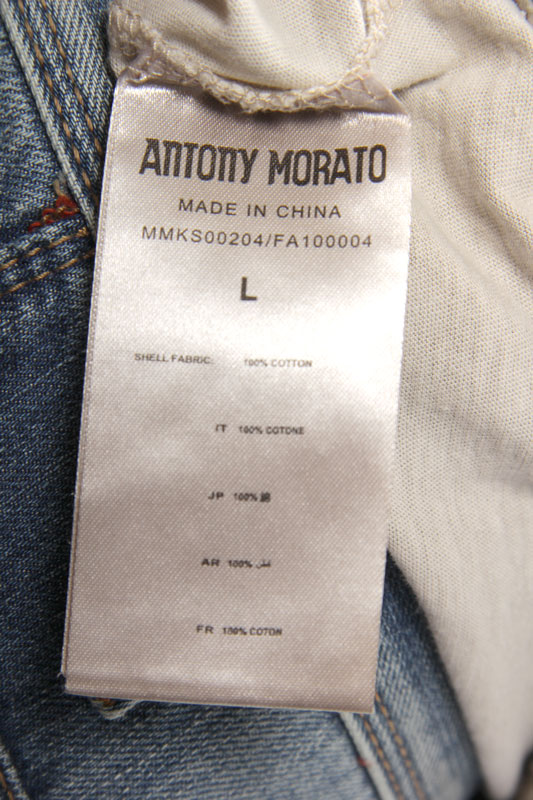 ANTONY MORATO
MADE IN CHINA
MMKS00204/FA100004
L
SHELL FABRIC: 100% COTTON
IT 100% COTONE
JP 100% 綿
AR 100%
FR 100% COTON